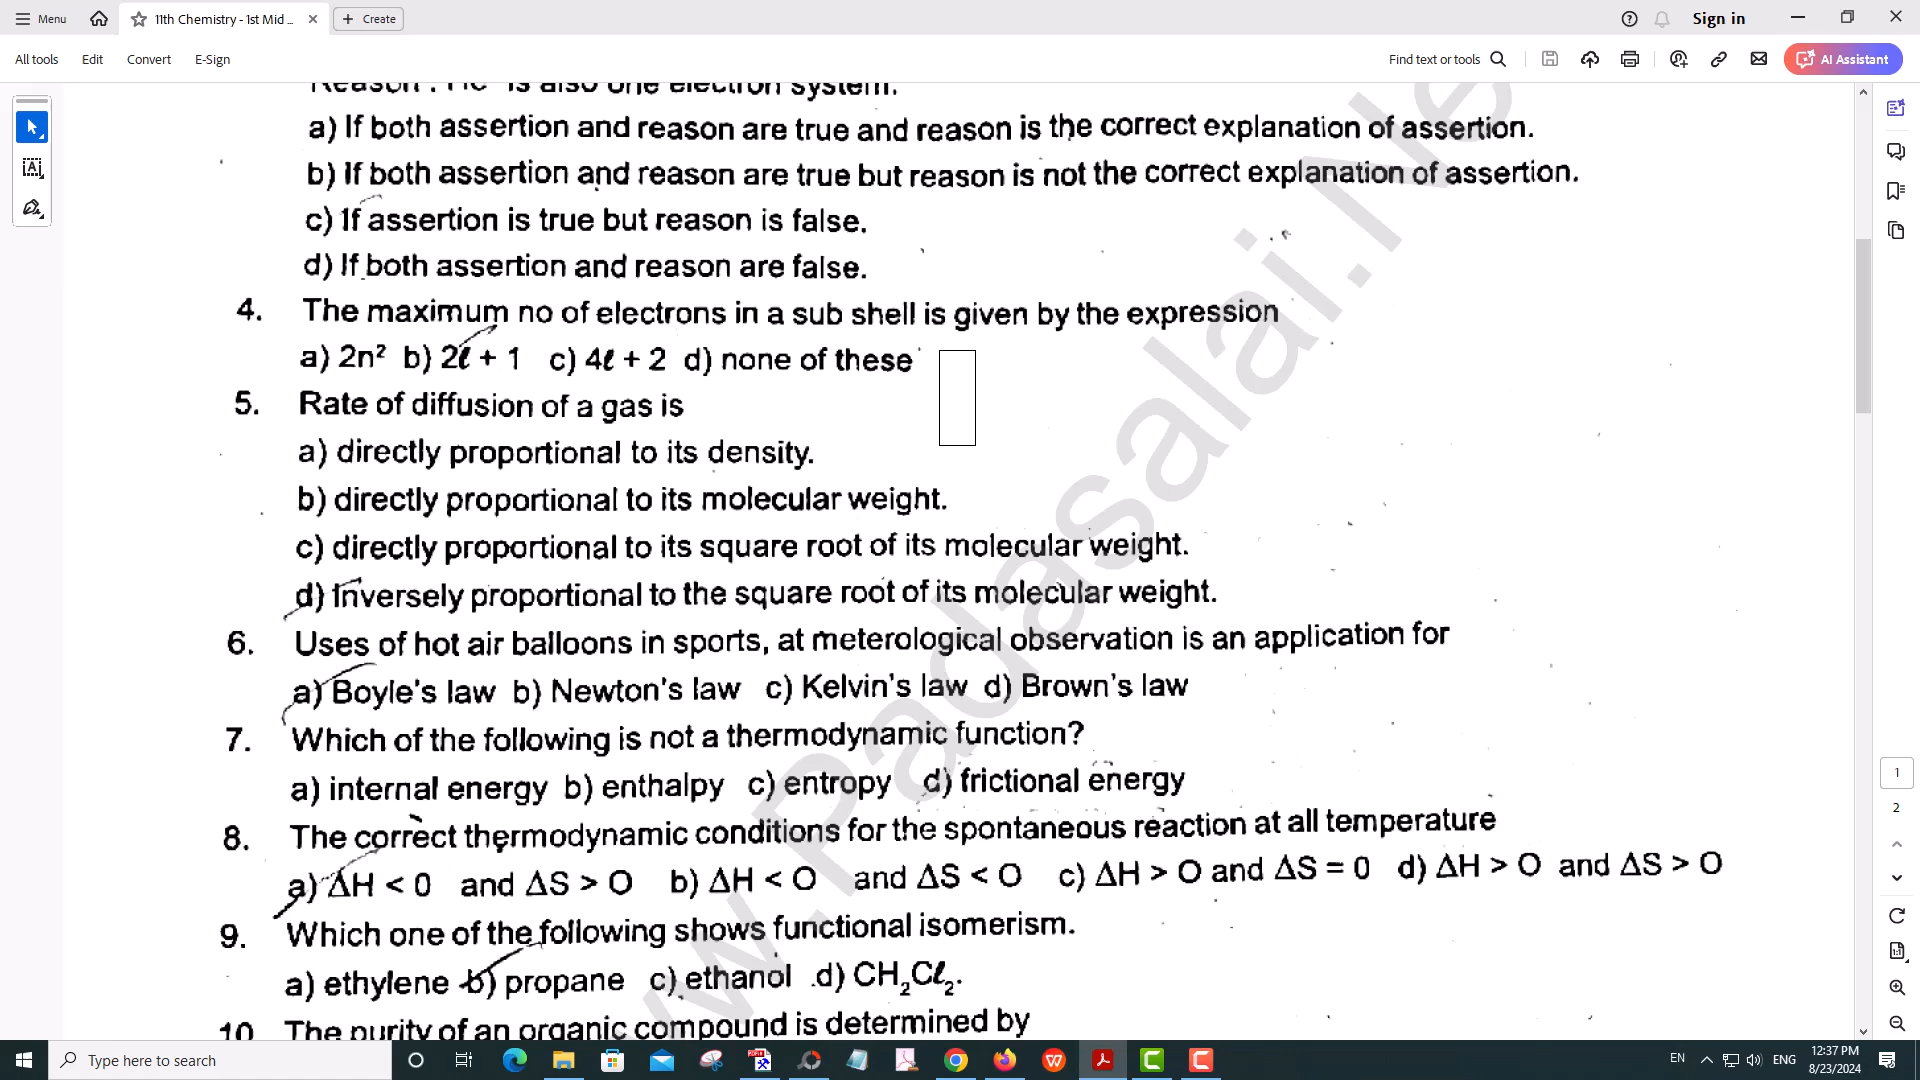 Menu
11th Chemistry - 1st Mid ...
Create
Sign in
All tools Edit Convert E-Sign
Find text or tools
AI Assistant
Reason : He is also one electron system.
a) If both assertion and reason are true and reason is the correct explanation of assertion.
b) If both assertion and reason are true but reason is not the correct explanation of assertion.
c) If assertion is true but reason is false.
d) If both assertion and reason are false.
4. The maximum no of electrons in a sub shell is given by the expression
a) 2n² b) 2ℓ + 1 c) 4ℓ + 2 d) none of these
5. Rate of diffusion of a gas is
a) directly proportional to its density.
b) directly proportional to its molecular weight.
c) directly proportional to its square root of its molecular weight.
d) Inversely proportional to the square root of its molecular weight.
6. Uses of hot air balloons in sports, at meterological observation is an application for
a) Boyle's law b) Newton's law c) Kelvin's law d) Brown's law
7. Which of the following is not a thermodynamic function?
a) internal energy b) enthalpy c) entropy d) frictional energy
8. The correct thermodynamic conditions for the spontaneous reaction at all temperature
a) ΔH < 0 and ΔS > O b) ΔH < O and ΔS < O c) ΔH > O and ΔS = 0 d) ΔH > O and ΔS > O
9. Which one of the following shows functional isomerism.
a) ethylene b) propane c) ethanol d) CH₂Cℓ₂.
10 The purity of an organic compound is determined by
w.Padasalai.Ne
1
2
Type here to search
EN
ENG
12:37 PM
8/23/2024